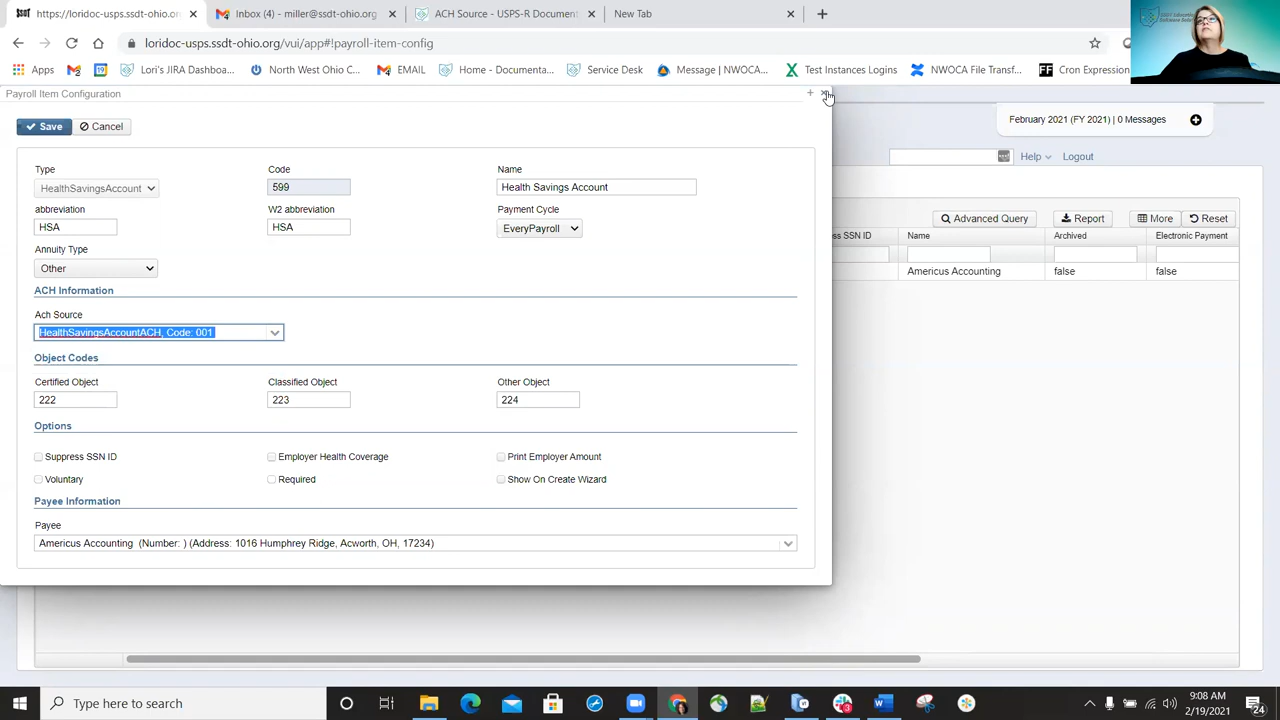 https://loridoc-usps.ssdt-ohio.org/
Inbox (4) - miller@ssdt-ohio.org
ACH Source - USPS-R Document
New Tab
loridoc-usps.ssdt-ohio.org/vui/app#!payroll-item-config
Apps
Lori's JIRA Dashboa...
North West Ohio C...
EMAIL
Home - Documenta...
Service Desk
Message | NWOCA...
Test Instances Logins
NWOCA File Transf...
Cron Expression
Payroll Item Configuration
February 2021 (FY 2021) | 0 Messages
Save
Cancel
Help
Logout
Type
Code
Name
HealthSavingsAccount
599
Health Savings Account
abbreviation
W2 abbreviation
Payment Cycle
HSA
HSA
EveryPayroll
Advanced Query
Report
More
Reset
ress SSN ID
Name
Archived
Electronic Payment
Annuity Type
Other
Americus Accounting
false
false
ACH Information
Ach Source
HealthSavingsAccountACH, Code: 001
Object Codes
Certified Object
Classified Object
Other Object
222
223
224
Options
Suppress SSN ID
Employer Health Coverage
Print Employer Amount
Voluntary
Required
Show On Create Wizard
Payee Information
Payee
Americus Accounting (Number: ) (Address: 1016 Humphrey Ridge, Acworth, OH, 17234)
Type here to search
9:08 AM
2/19/2021
24